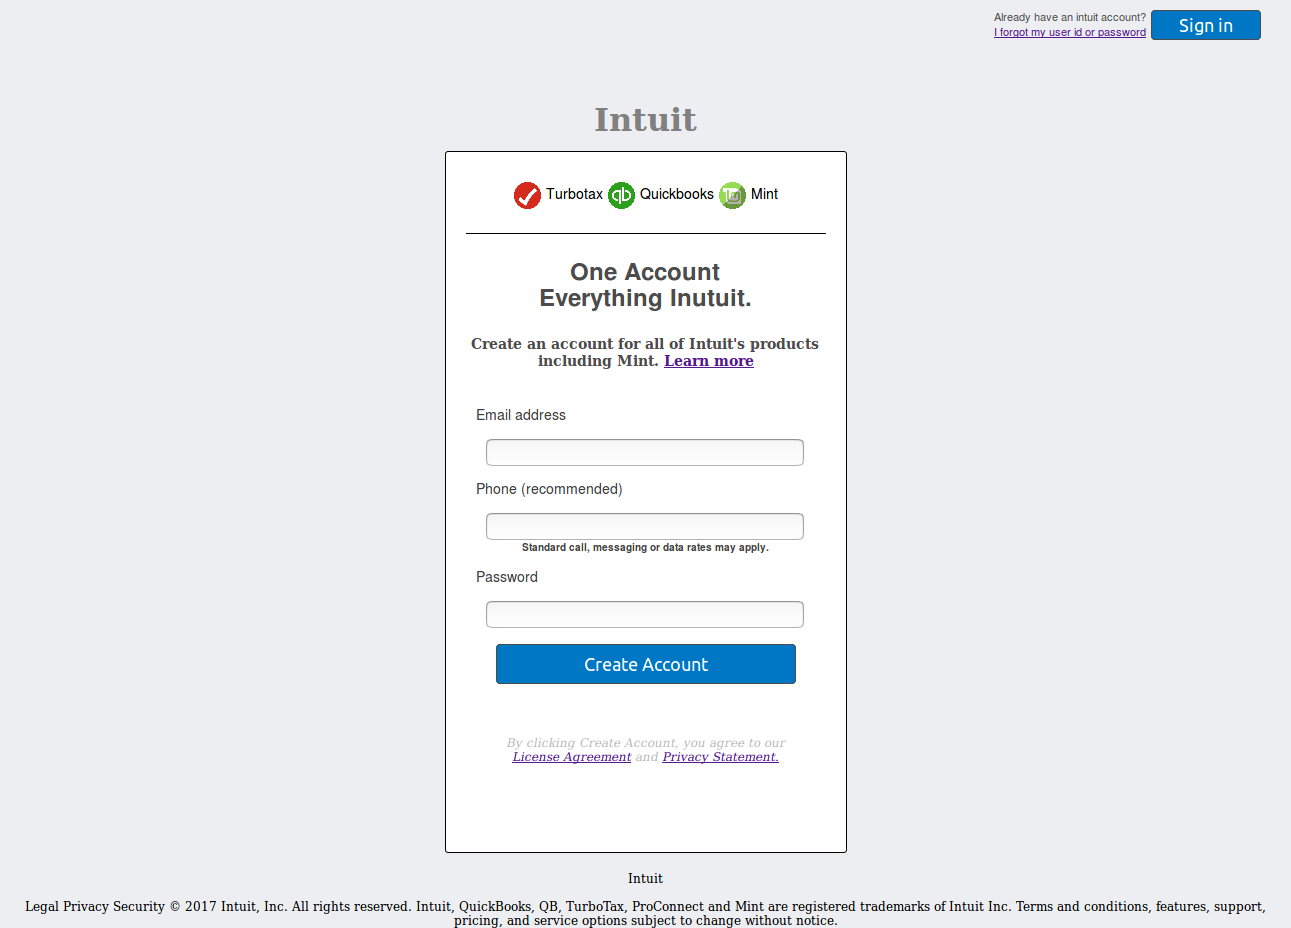 Already have an intuit account?
I forgot my user id or password
Sign in
Intuit
Turbotax Quickbooks Mint
One Account
Everything Inutuit.
Create an account for all of Intuit's products
including Mint. Learn more
Email address
Phone (recommended)
Standard call, messaging or data rates may apply.
Password
Create Account
By clicking Create Account, you agree to our
License Agreement and Privacy Statement.
Intuit
Legal Privacy Security © 2017 Intuit, Inc. All rights reserved. Intuit, QuickBooks, QB, TurboTax, ProConnect and Mint are registered trademarks of Intuit Inc. Terms and conditions, features, support,
pricing, and service options subject to change without notice.